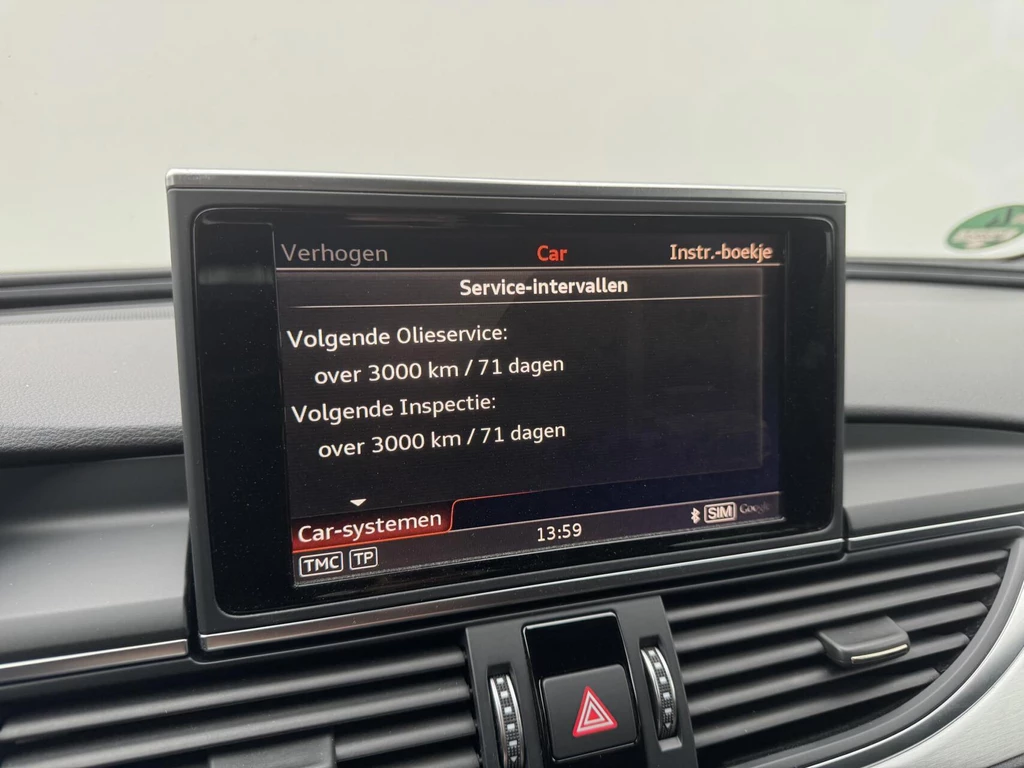 Verhogen Car Instr.-boekje
Service-intervallen
Volgende Olieservice:
over 3000 km / 71 dagen
Volgende Inspectie:
over 3000 km / 71 dagen
Car-systemen
13:59
SIM Google
TMC TP